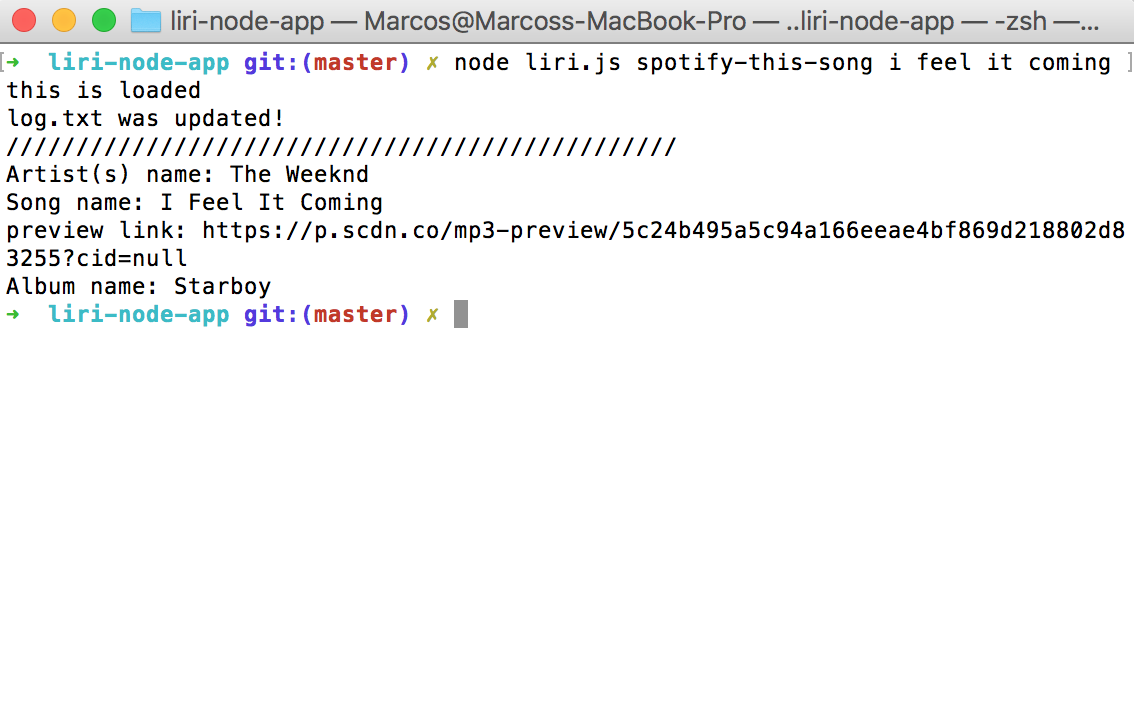 liri-node-app — Marcos@Marcoss-MacBook-Pro — ..liri-node-app — -zsh —...
[➜  liri-node-app git:(master) ✗ node liri.js spotify-this-song i feel it coming ]
this is loaded
log.txt was updated!
////////////////////////////////////////////////
Artist(s) name: The Weeknd
Song name: I Feel It Coming
preview link: https://p.scdn.co/mp3-preview/5c24b495a5c94a166eeae4bf869d218802d8
3255?cid=null
Album name: Starboy
➜  liri-node-app git:(master) ✗